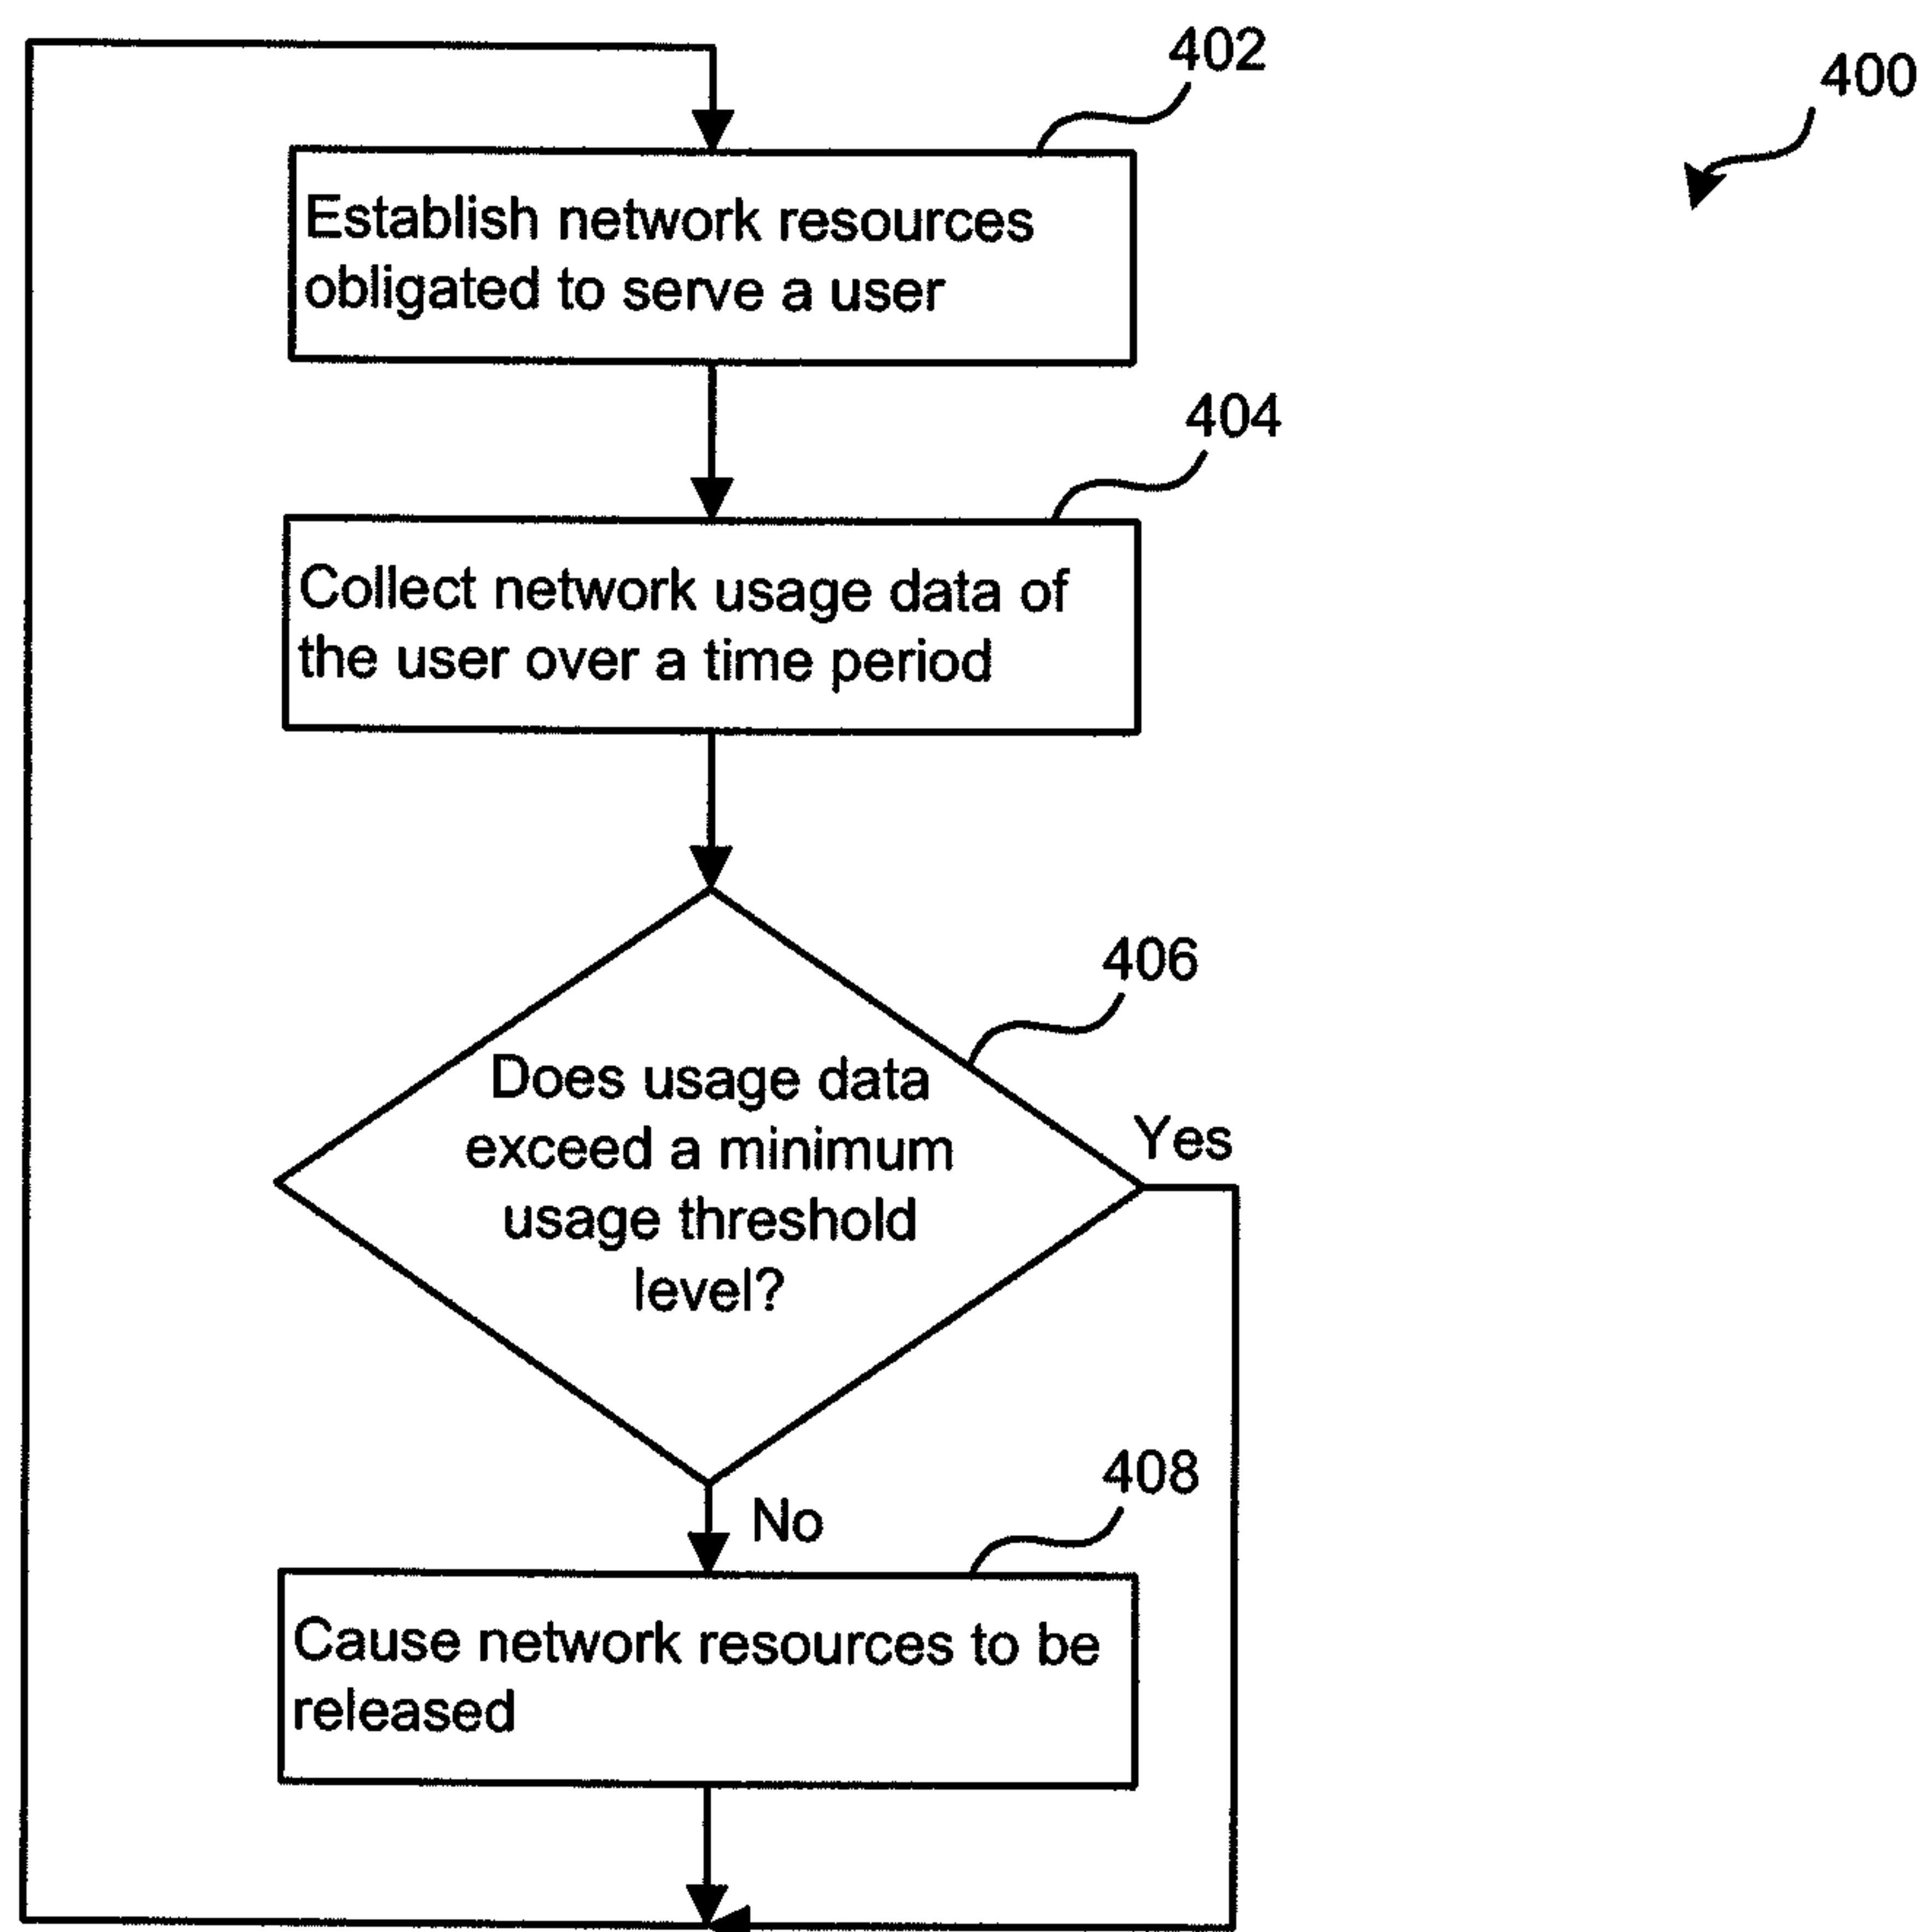 402
400
Establish network resources
obligated to serve a user
404
Collect network usage data of
the user over a time period
406
Does usage data
exceed a minimum
usage threshold
level?
Yes
No
408
Cause network resources to be
released